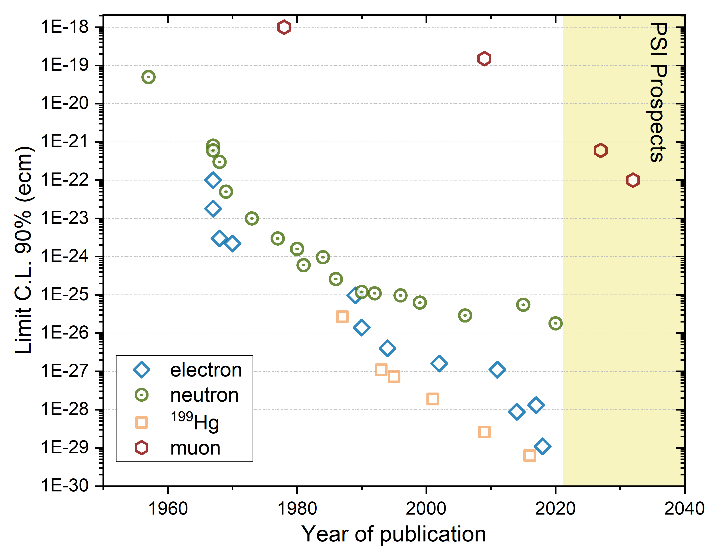 1E-18
1E-19
1E-20
1E-21
1E-22
1E-23
1E-24
1E-25
1E-26
1E-27
1E-28
1E-29
1E-30
Limit C.L. 90% (ecm)
PSI Prospects
electron
neutron
¹⁹⁹Hg
muon
1960 1980 2000 2020 2040
Year of publication